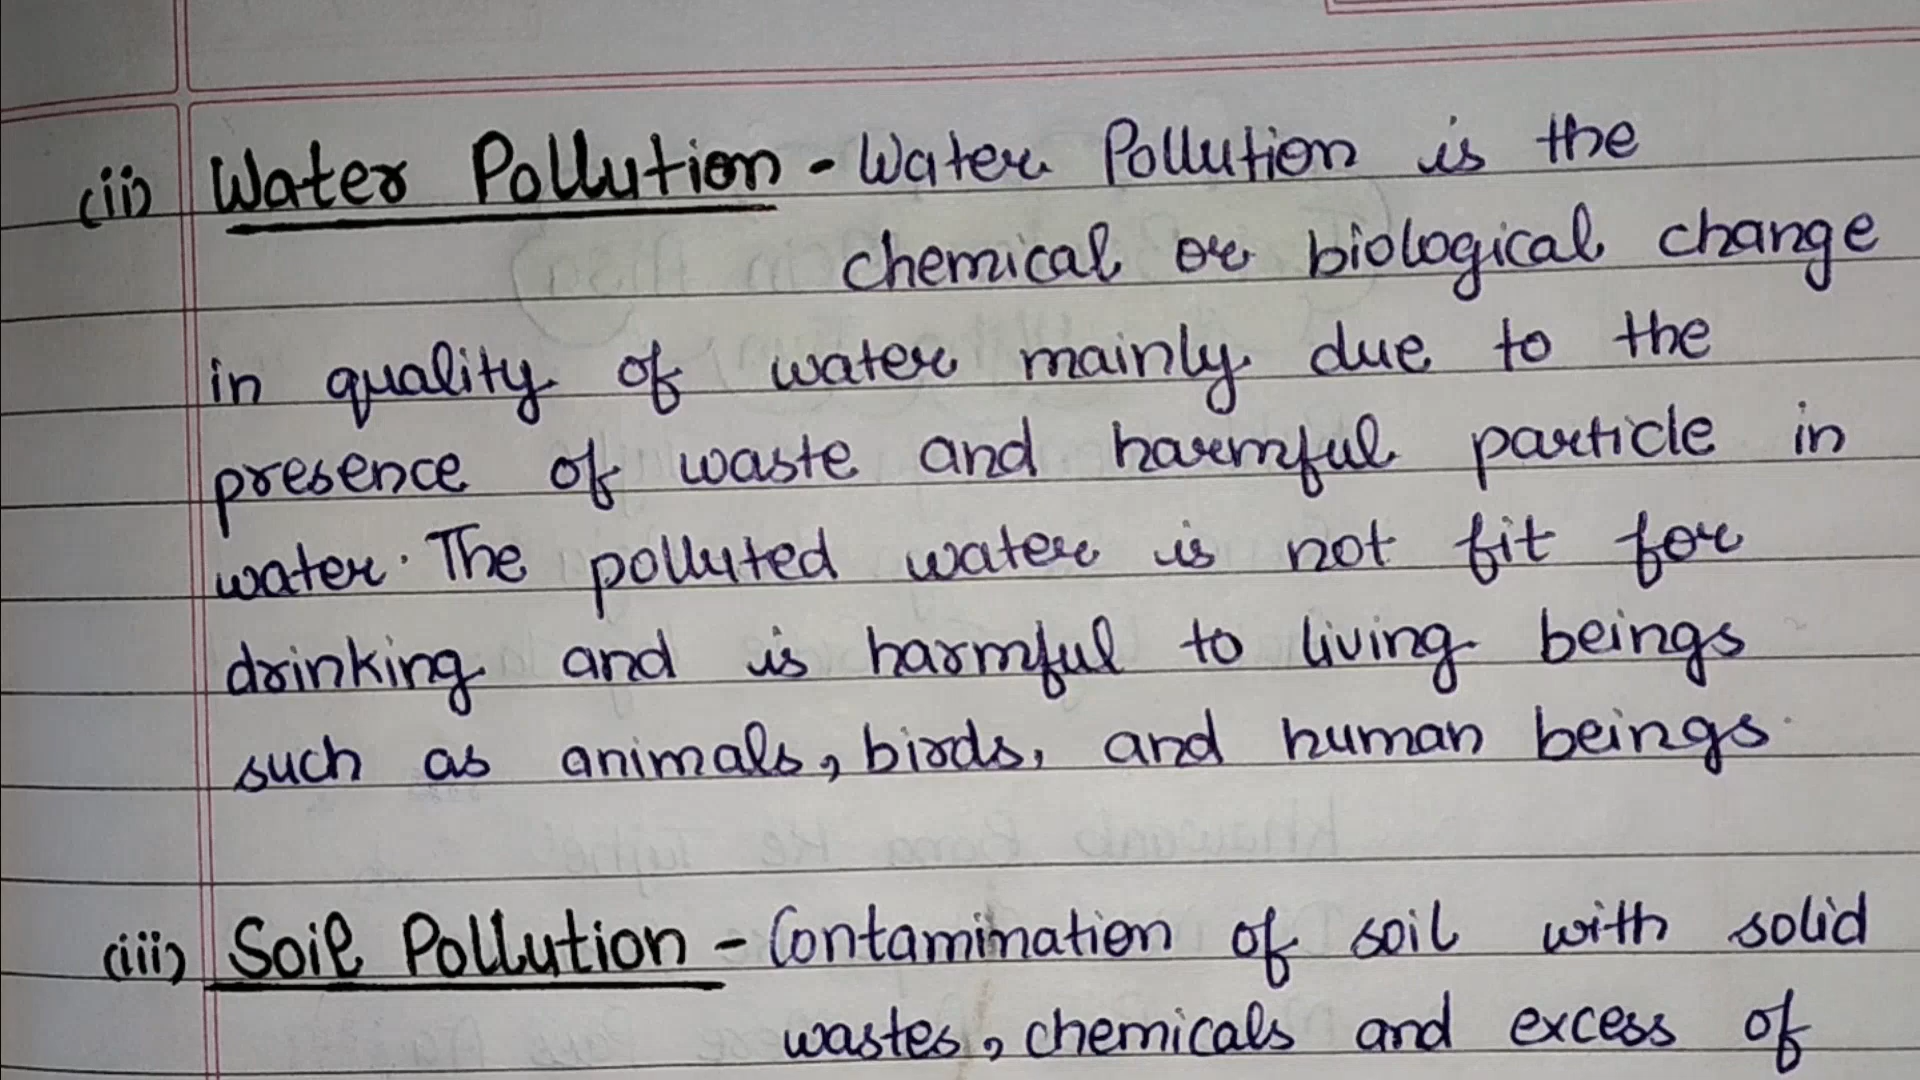 (ii) Water Pollution - Water Pollution is the
chemical or biological change
in quality of water mainly due to the
presence of waste and harmful particle in
water. The polluted water is not fit for
drinking and is harmful to living beings
such as animals, birds, and human beings.
(iii) Soil Pollution - Contamination of soil with solid
wastes, chemicals and excess of